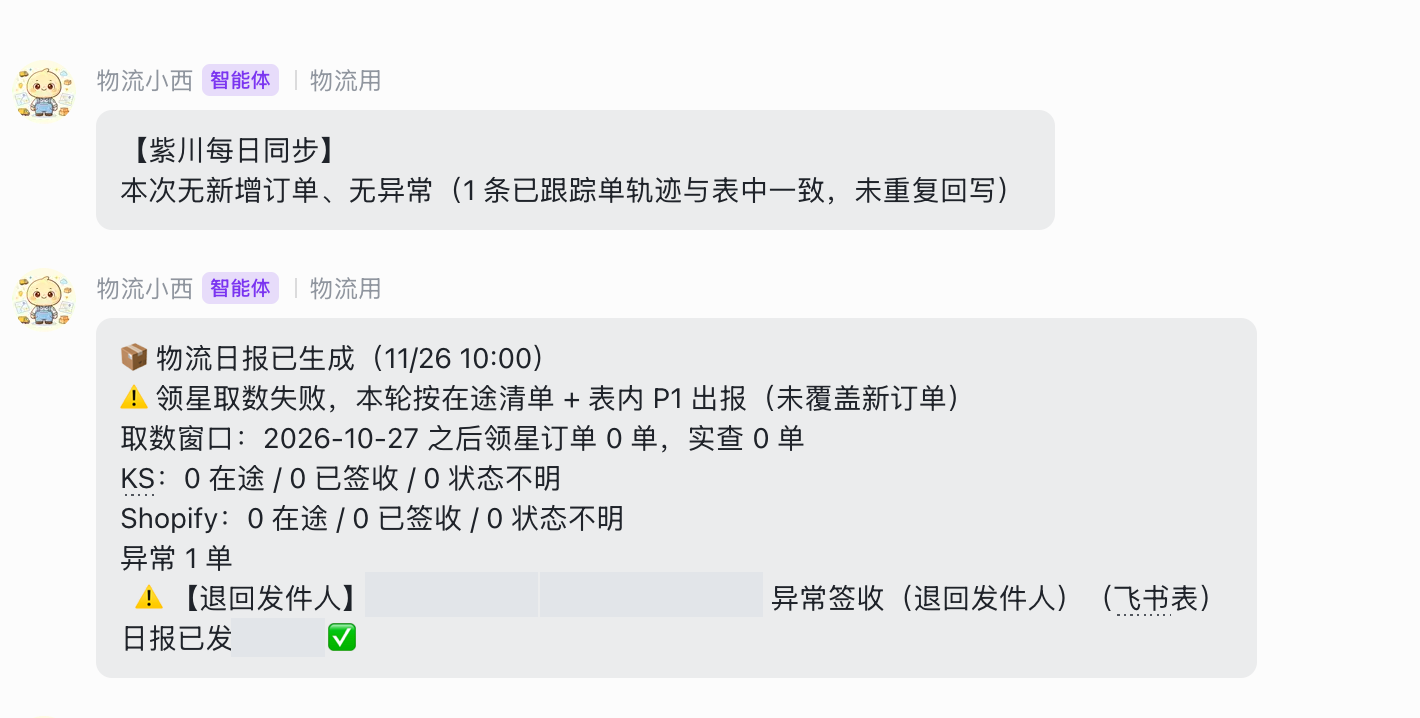 物流小西 智能体 | 物流用
【紫川每日同步】
本次无新增订单、无异常（1 条已跟踪单轨迹与表中一致，未重复回写）
物流小西 智能体 | 物流用
📦 物流日报已生成（11/26 10:00）
⚠️ 领星取数失败，本轮按在途清单 + 表内 P1 出报（未覆盖新订单）
取数窗口：2026-10-27 之后领星订单 0 单，实查 0 单
KS：0 在途 / 0 已签收 / 0 状态不明
Shopify：0 在途 / 0 已签收 / 0 状态不明
异常 1 单
⚠️ 【退回发件人】 异常签收（退回发件人）（飞书表）
日报已发 ✅